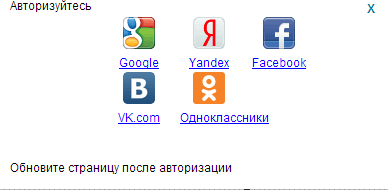 Авторизуйтесь x
Я
Google Yandex Facebook
VK.com Одноклассники
Обновите страницу после авторизации